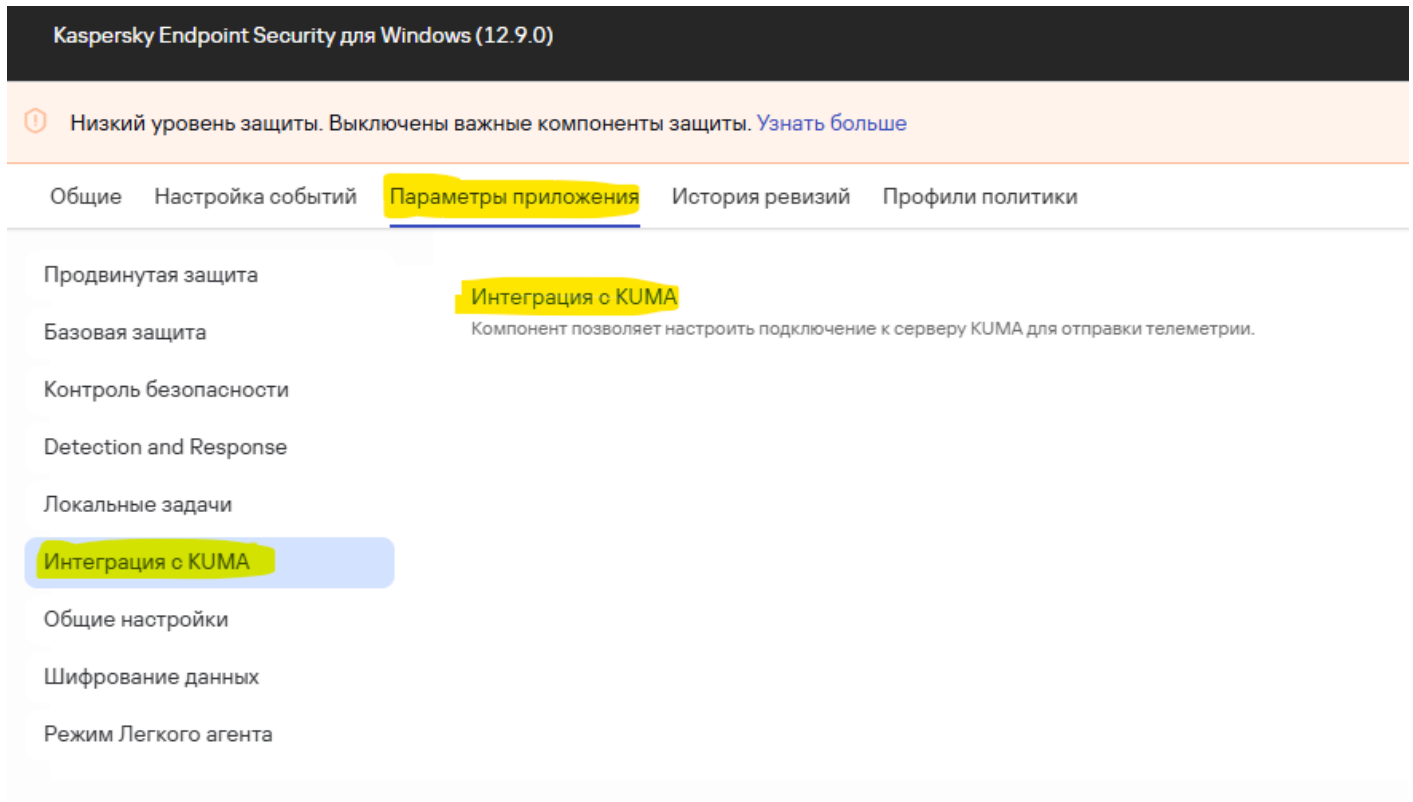 Kaspersky Endpoint Security для Windows (12.9.0)
Низкий уровень защиты. Выключены важные компоненты защиты. Узнать больше
Общие Настройка событий Параметры приложения История ревизий Профили политики
Продвинутая защита
Базовая защита
Контроль безопасности
Detection and Response
Локальные задачи
Интеграция с KUMA
Общие настройки
Шифрование данных
Режим Легкого агента
Интеграция с KUMA
Компонент позволяет настроить подключение к серверу KUMA для отправки телеметрии.